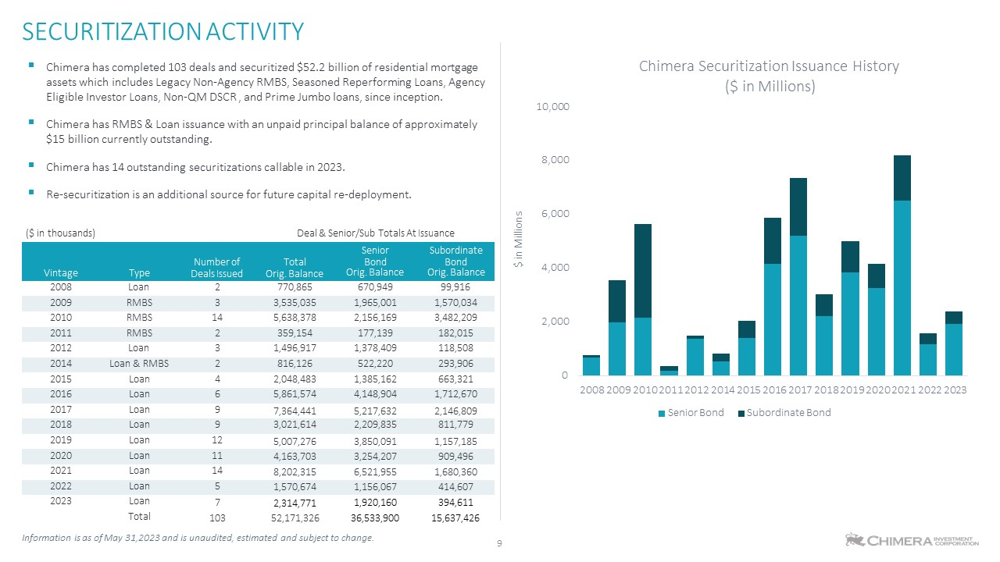 SECURITIZATION ACTIVITY
▪ Chimera has completed 103 deals and securitized $52.2 billion of residential mortgage
assets which includes Legacy Non-Agency RMBS, Seasoned Reperforming Loans, Agency
Eligible Investor Loans, Non-QM DSCR , and Prime Jumbo loans, since inception.
▪ Chimera has RMBS & Loan issuance with an unpaid principal balance of approximately
$15 billion currently outstanding.
▪ Chimera has 14 outstanding securitizations callable in 2023.
▪ Re-securitization is an additional source for future capital re-deployment.
($ in thousands) Deal & Senior/Sub Totals At Issuance
Vintage Type Number of Deals Issued Total Orig. Balance Senior Bond Orig. Balance Subordinate Bond Orig. Balance
2008 Loan 2 770,865 670,949 99,916
2009 RMBS 3 3,535,035 1,965,001 1,570,034
2010 RMBS 14 5,638,378 2,156,169 3,482,209
2011 RMBS 2 359,154 177,139 182,015
2012 Loan 3 1,496,917 1,378,409 118,508
2014 Loan & RMBS 2 816,126 522,220 293,906
2015 Loan 4 2,048,483 1,385,162 663,321
2016 Loan 6 5,861,574 4,148,904 1,712,670
2017 Loan 9 7,364,441 5,217,632 2,146,809
2018 Loan 9 3,021,614 2,209,835 811,779
2019 Loan 12 5,007,276 3,850,091 1,157,185
2020 Loan 11 4,163,703 3,254,207 909,496
2021 Loan 14 8,202,315 6,521,955 1,680,360
2022 Loan 5 1,570,674 1,156,067 414,607
2023 Loan 7 2,314,771 1,920,160 394,611
Total 103 52,171,326 36,533,900 15,637,426
Chimera Securitization Issuance History
($ in Millions)
$ in Millions
10,000
8,000
6,000
4,000
2,000
0
2008 2009 2010 2011 2012 2014 2015 2016 2017 2018 2019 2020 2021 2022 2023
Senior Bond Subordinate Bond
Information is as of May 31,2023 and is unaudited, estimated and subject to change.
9
CHIMERA INVESTMENT CORPORATION